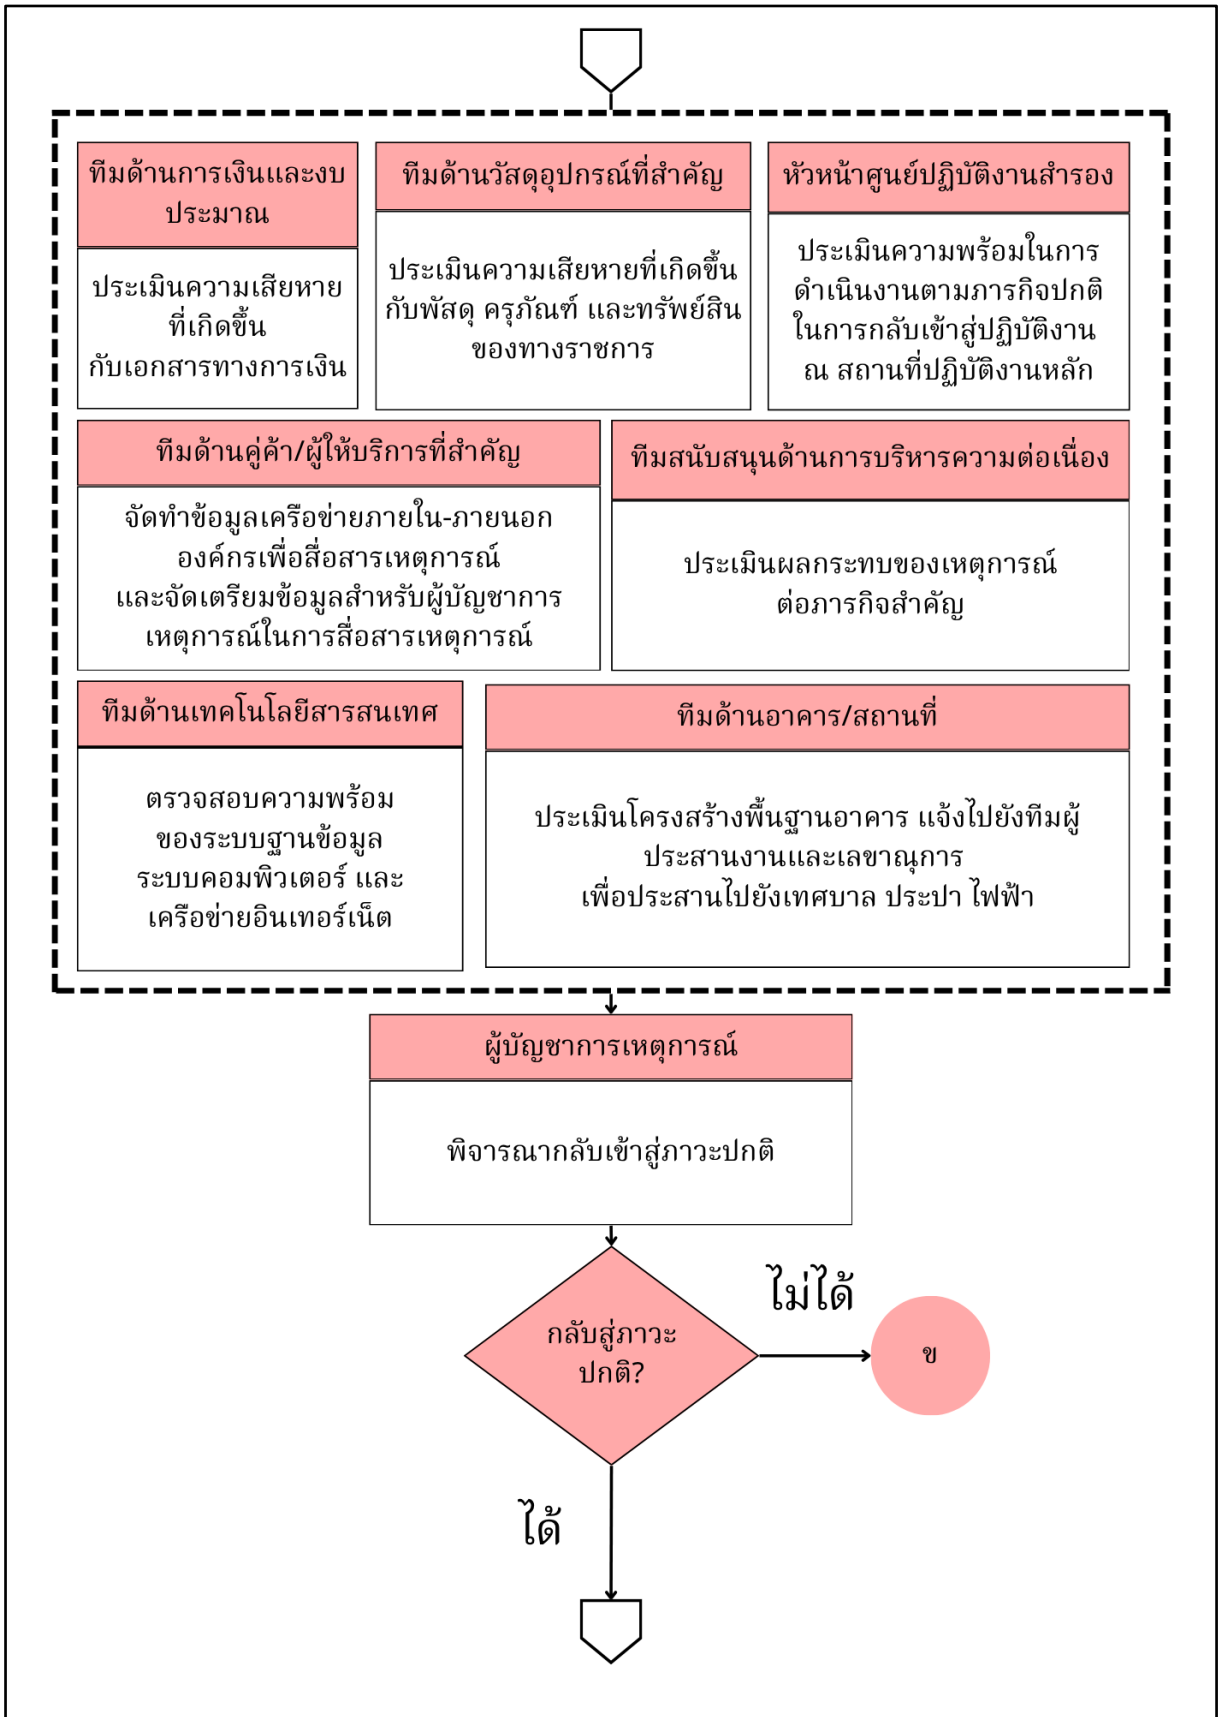 ทีมด้านการเงินและงบ
ประมาณ
ประเมินความเสียหาย
ที่เกิดขึ้น
กับเอกสารทางการเงิน
ทีมด้านวัสดุอุปกรณ์ที่สำคัญ
ประเมินความเสียหายที่เกิดขึ้น
กับพัสดุ ครุภัณฑ์ และทรัพย์สิน
ของทางราชการ
หัวหน้าศูนย์ปฏิบัติงานสำรอง
ประเมินความพร้อมในการ
ดำเนินงานตามภารกิจปกติ
ในการกลับเข้าสู่ปฏิบัติงาน
ณ สถานที่ปฏิบัติงานหลัก
ทีมด้านคู่ค้า/ผู้ให้บริการที่สำคัญ
จัดทำข้อมูลเครือข่ายภายใน-ภายนอก
องค์กรเพื่อสื่อสารเหตุการณ์
และจัดเตรียมข้อมูลสำหรับผู้บัญชาการ
เหตุการณ์ในการสื่อสารเหตุการณ์
ทีมสนับสนุนด้านการบริหารความต่อเนื่อง
ประเมินผลกระทบของเหตุการณ์
ต่อภารกิจสำคัญ
ทีมด้านเทคโนโลยีสารสนเทศ
ตรวจสอบความพร้อม
ของระบบฐานข้อมูล
ระบบคอมพิวเตอร์ และ
เครือข่ายอินเทอร์เน็ต
ทีมด้านอาคาร/สถานที่
ประเมินโครงสร้างพื้นฐานอาคาร แจ้งไปยังทีมผู้
ประสานงานและเลขาณุการ
เพื่อประสานไปยังเทศบาล ประปา ไฟฟ้า
ผู้บัญชาการเหตุการณ์
พิจารณากลับเข้าสู่ภาวะปกติ
กลับสู่ภาวะ
ปกติ?
ไม่ได้
ข
ได้